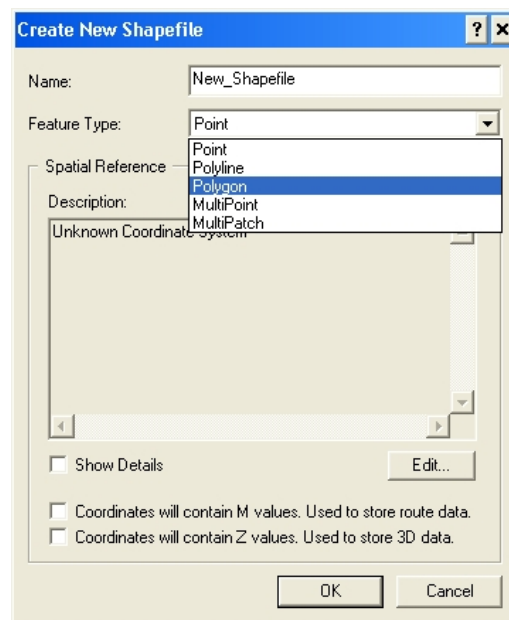 Create New Shapefile ? ×
Name: New_Shapefile
Feature Type: Point
Point
Polyline
Polygon
MultiPoint
MultiPatch
Spatial Reference
Description:
Unknown Coordinate System
Show Details
Edit...
Coordinates will contain M values. Used to store route data.
Coordinates will contain Z values. Used to store 3D data.
OK Cancel